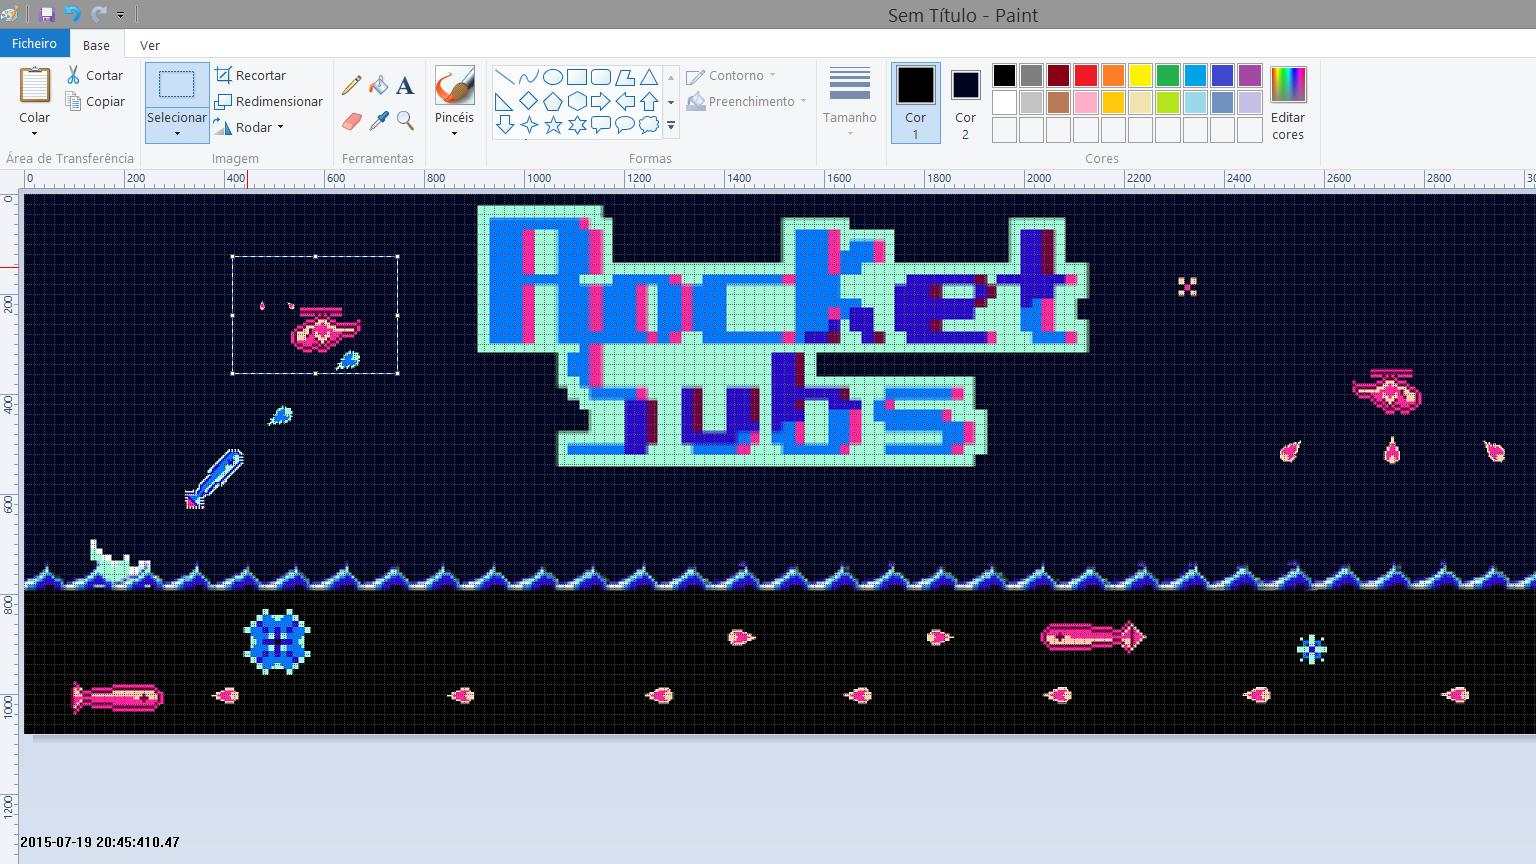 Sem Título - Paint
Ficheiro Base Ver
Colar
Cortar
Copiar
Área de Transferência
Selecionar
Recortar
Redimensionar
Rodar
Imagem
A
Ferramentas
Pincéis
Contorno
Preenchimento
Formas
Tamanho
Cor 1
Cor 2
Editar cores
Cores
0 200 400 600 800 1000 1200 1400 1600 1800 2000 2200 2400 2600 2800 30
0
200
400
600
800
1000
1200
Rocket
Subs
2015-07-19 20:45:410.47